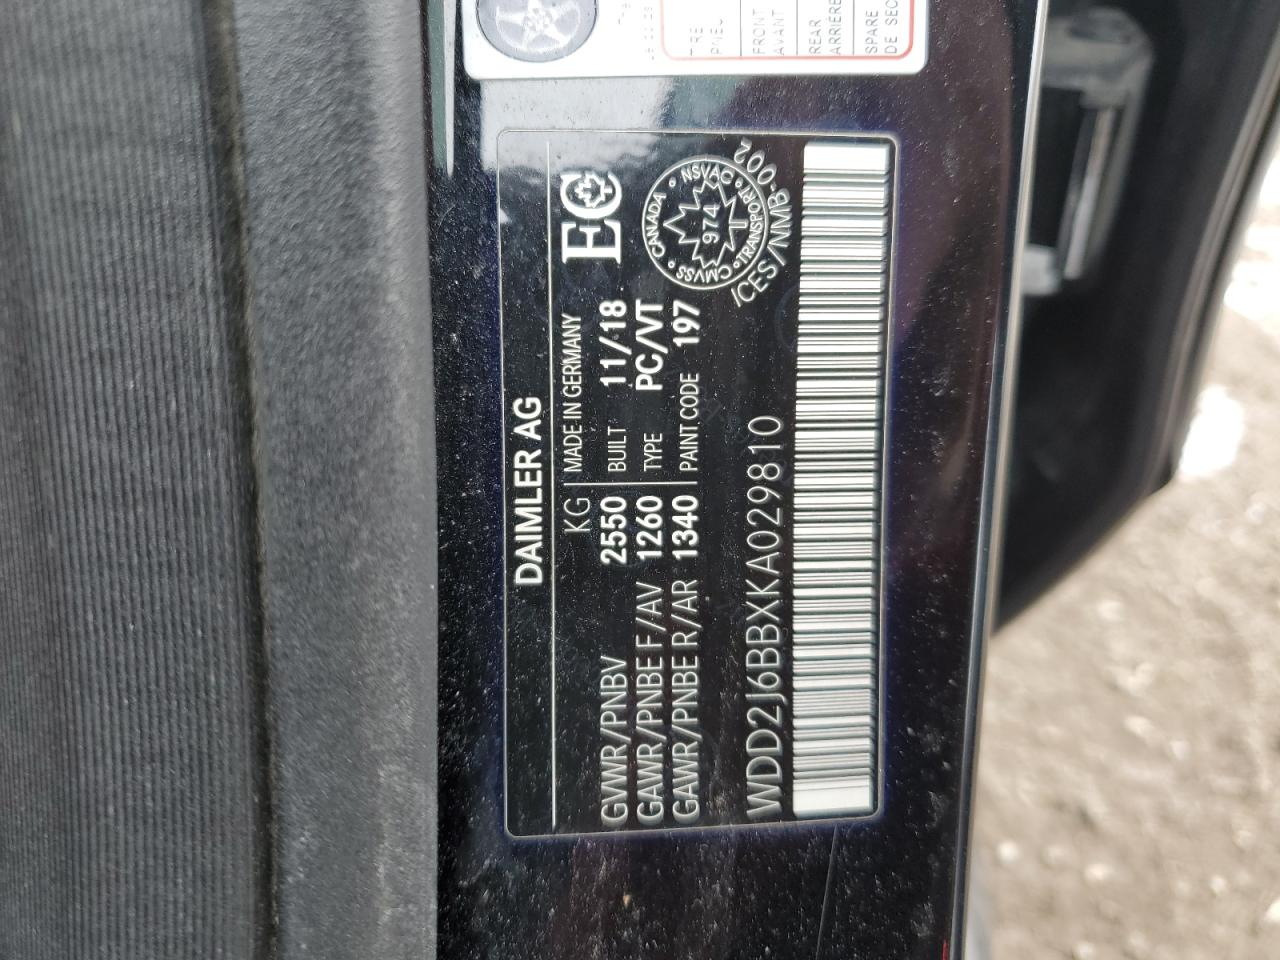 DAIMLER AG
KG MADE IN GERMANY
GVWR/PNBV 2550 BUILT 11/18
GAWR/PNBE F/AV 1260 TYPE PC/VT
GAWR/PNBE R/AR 1340 PAINT CODE 197
EC
CANADA • NSVAC • TRANSPORT • CMVSS •
974
ICES/NMB-002
WDD2J6BBXKA029810
FRONT
AVANT
REAR
ARRIÈRE
SPARE